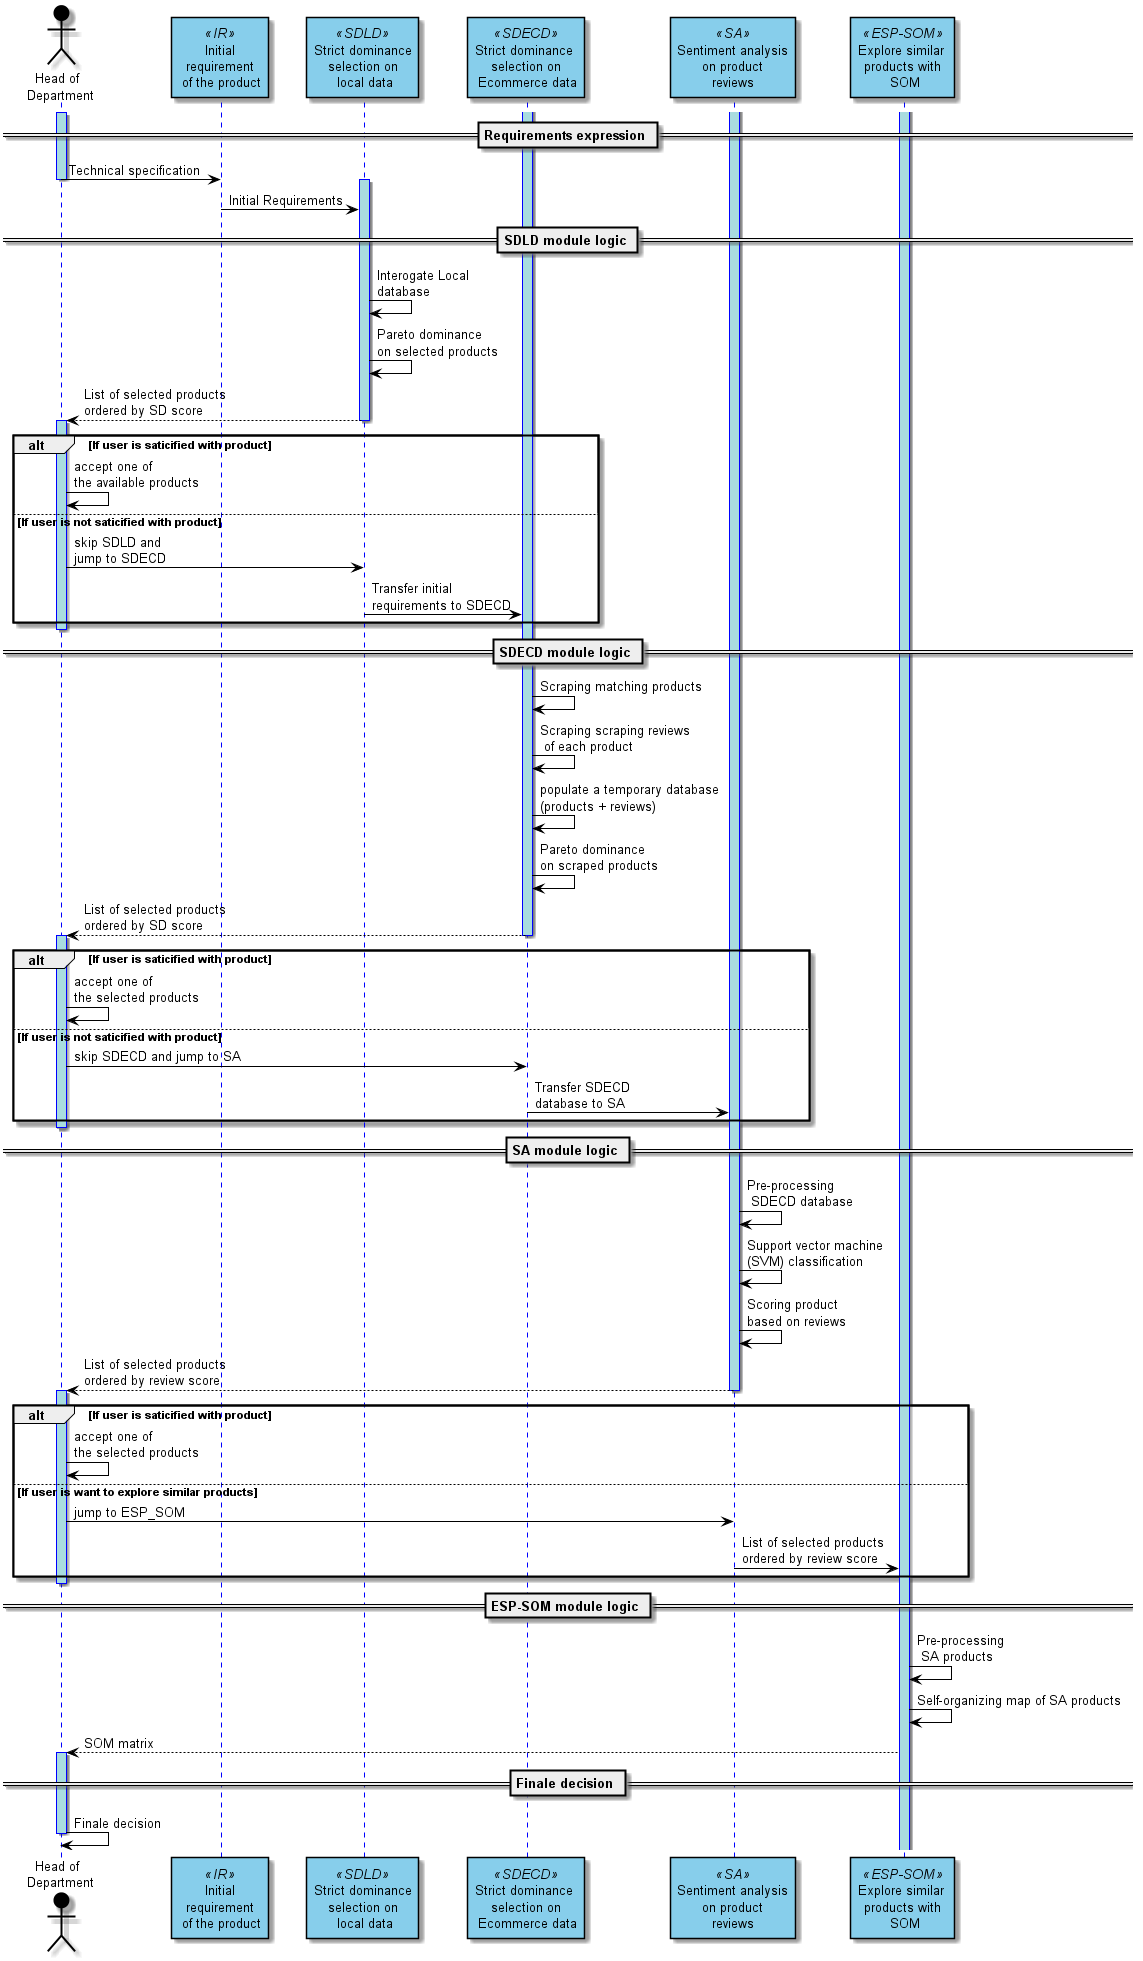 Head of
Department
«IR»
Initial
requirement
of the product
«SDLD»
Strict dominance
selection on
local data
«SDECD»
Strict dominance
selection on
Ecommerce data
«SA»
Sentiment analysis
on product
reviews
«ESP-SOM»
Explore similar
products with
SOM
Requirements expression
Technical specification
Initial Requirements
SDLD module logic
Interogate Local
database
Pareto dominance
on selected products
List of selected products
ordered by SD score
alt
[If user is saticified with product]
accept one of
the available products
[If user is not saticified with product]
skip SDLD and
jump to SDECD
Transfer initial
requirements to SDECD
SDECD module logic
Scraping matching products
Scraping scraping reviews
of each product
populate a temporary database
(products + reviews)
Pareto dominance
on scraped products
List of selected products
ordered by SD score
alt
[If user is saticified with product]
accept one of
the selected products
[If user is not saticified with product]
skip SDECD and jump to SA
Transfer SDECD
database to SA
SA module logic
Pre-processing
SDECD database
Support vector machine
(SVM) classification
Scoring product
based on reviews
List of selected products
ordered by review score
alt
[If user is saticified with product]
accept one of
the selected products
[If user is want to explore similar products]
jump to ESP_SOM
List of selected products
ordered by review score
ESP-SOM module logic
Pre-processing
SA products
Self-organizing map of SA products
SOM matrix
Finale decision
Finale decision
Head of
Department
«IR»
Initial
requirement
of the product
«SDLD»
Strict dominance
selection on
local data
«SDECD»
Strict dominance
selection on
Ecommerce data
«SA»
Sentiment analysis
on product
reviews
«ESP-SOM»
Explore similar
products with
SOM